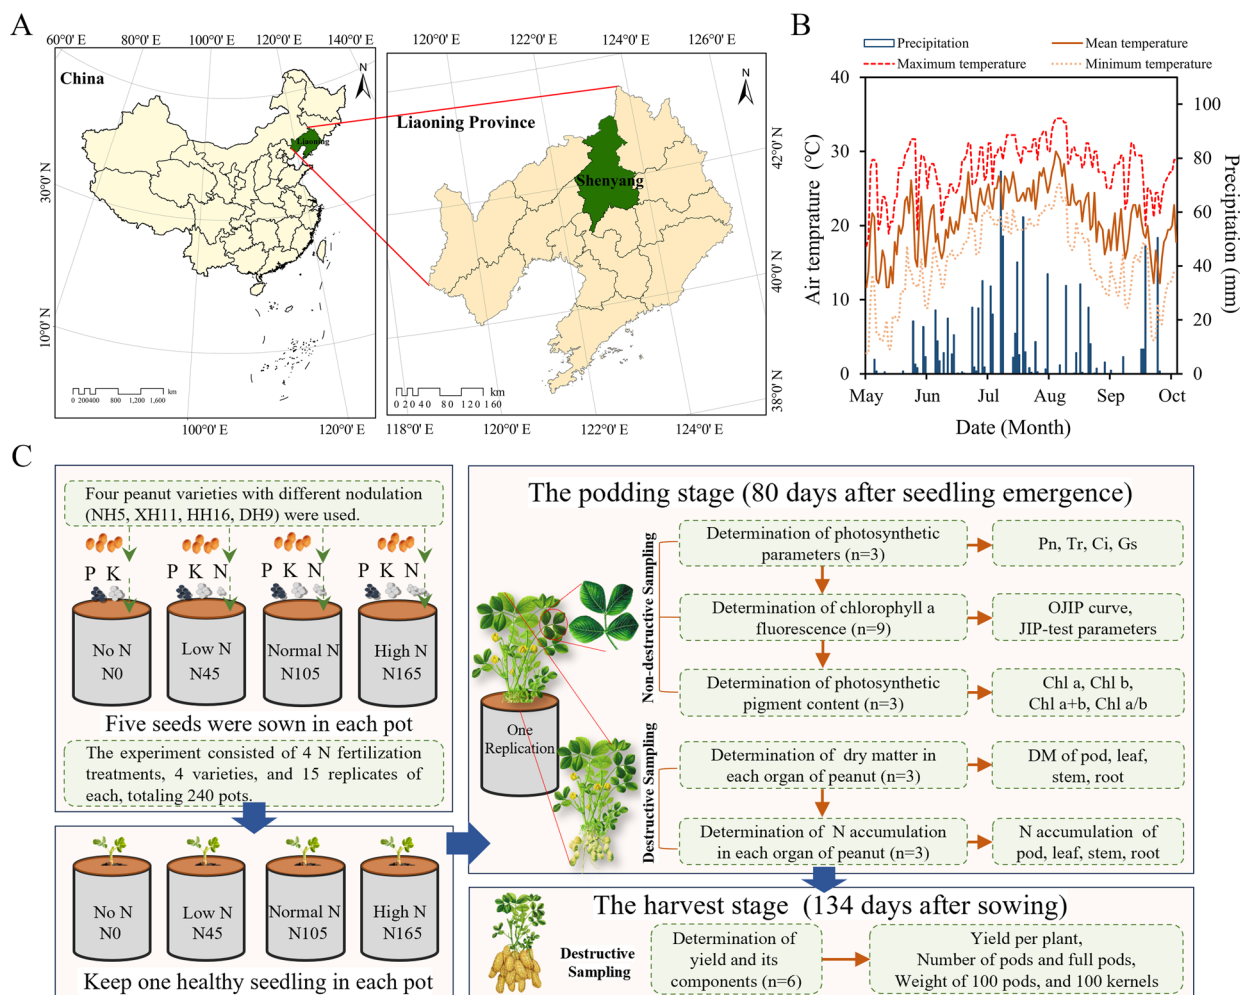 A
60°0' E 80°0' E 100°0' E 120°0' E 140°0' E
China
N
Liaoning
30°0' N
10°0' N
0 200400 800 1,200 1,600 km
100°0' E 120°0' E
120°0' E 122°0' E 124°0' E 126°0' E
N
Liaoning Province
Shenyang
42°0' N
40°0' N
38°0' N
0 20 40 80 120 160 km
118°0' E 120°0' E 122°0' E 124°0' E
B
Precipitation Mean temperature
Maximum temperature Minimum temperature
Air temprature (°C)
40
30
20
10
0
Precipitation (mm)
100
80
60
40
20
0
May Jun Jul Aug Sep Oct
Date (Month)
C
Four peanut varieties with different nodulation
(NH5, XH11, HH16, DH9) were used.
P K P K N P K N P K N
No N Low N Normal N High N
N0 N45 N105 N165
Five seeds were sown in each pot
The experiment consisted of 4 N fertilization
treatments, 4 varieties, and 15 replicates of
each, totaling 240 pots.
No N Low N Normal N High N
N0 N45 N105 N165
Keep one healthy seedling in each pot
The podding stage (80 days after seedling emergence)
One
Replication
Non-destructive Sampling
Determination of photosynthetic
parameters (n=3)
Pn, Tr, Ci, Gs
Determination of chlorophyll a
fluorescence (n=9)
OJIP curve,
JIP-test parameters
Determination of photosynthetic
pigment content (n=3)
Chl a, Chl b,
Chl a+b, Chl a/b
Destructive Sampling
Determination of dry matter in
each organ of peanut (n=3)
DM of pod, leaf,
stem, root
Determination of N accumulation
in each organ of peanut (n=3)
N accumulation of
pod, leaf, stem, root
The harvest stage (134 days after sowing)
Destructive
Sampling
Determination of
yield and its
components (n=6)
Yield per plant,
Number of pods and full pods,
Weight of 100 pods, and 100 kernels